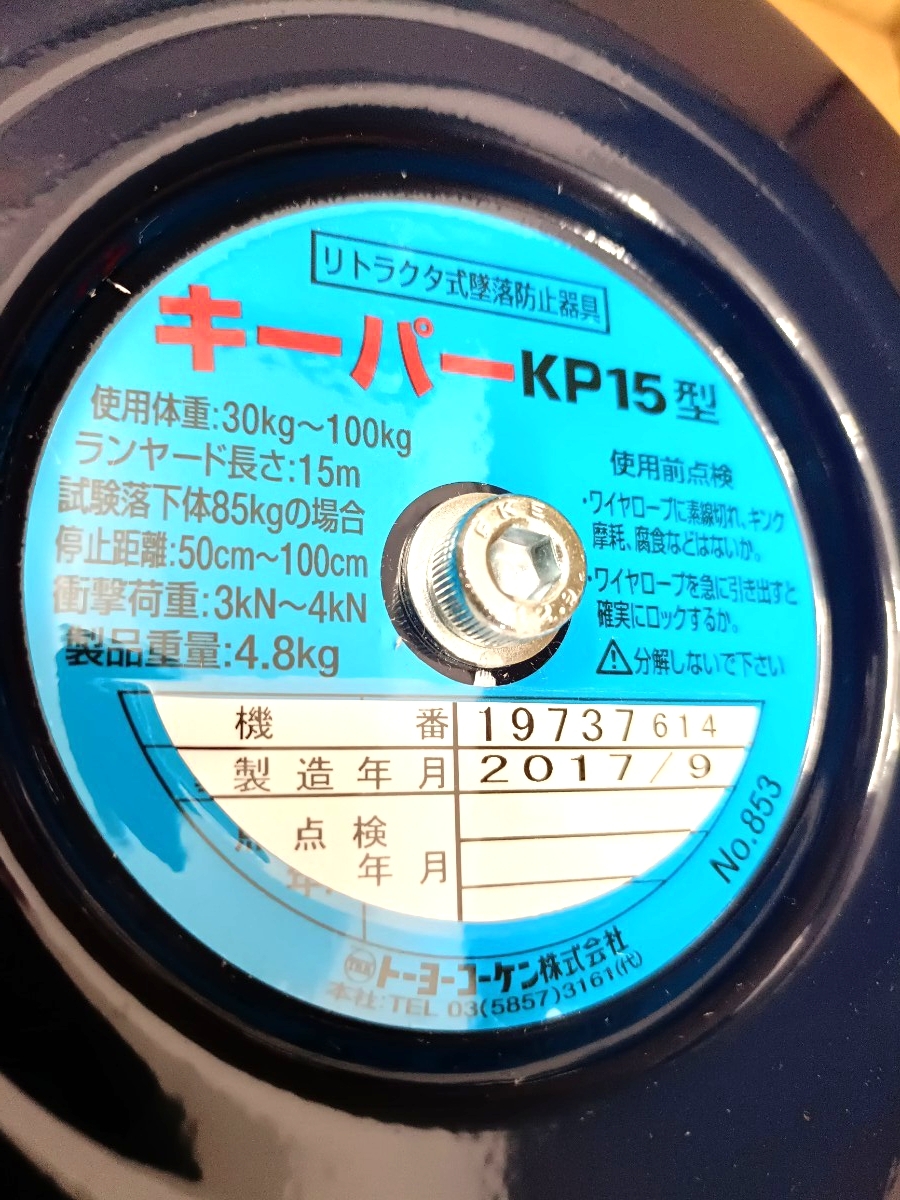 リトラクタ式墜落防止器具
キーパーKP15型
使用体重:30kg〜100kg
ランヤード長さ:15m
試験落下体85kgの場合
停止距離:50cm〜100cm
衝撃荷重:3kN〜4kN
製品重量:4.8kg
使用前点検
・ワイヤロープに素線切れ、キンク
摩耗、腐食などはないか。
・ワイヤロープを急に引き出すと
確実にロックするか。
⚠分解しないで下さい
機 番 19737614
製造年月 2017/9
点検
年月
No.853
トーヨーコーケン株式会社
本社:TEL 03(5857)3161(代)